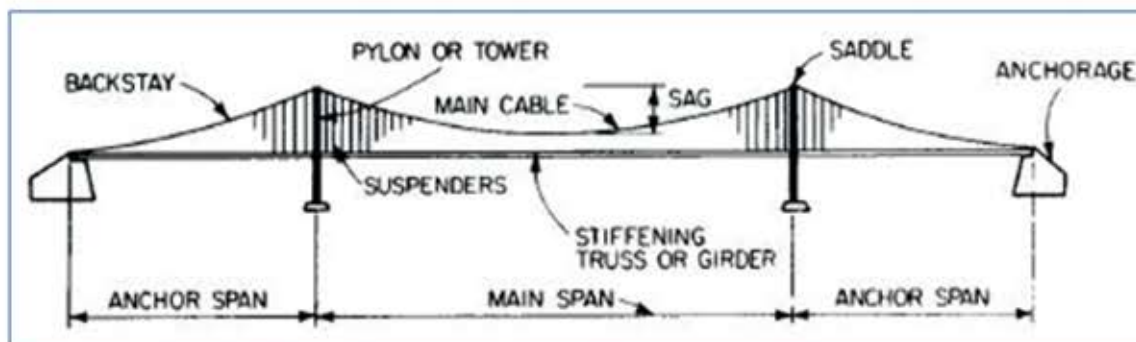 PYLON OR TOWER
SADDLE
BACKSTAY
ANCHORAGE
MAIN CABLE
SAG
SUSPENDERS
STIFFENING
TRUSS OR GIRDER
ANCHOR SPAN
MAIN SPAN
ANCHOR SPAN